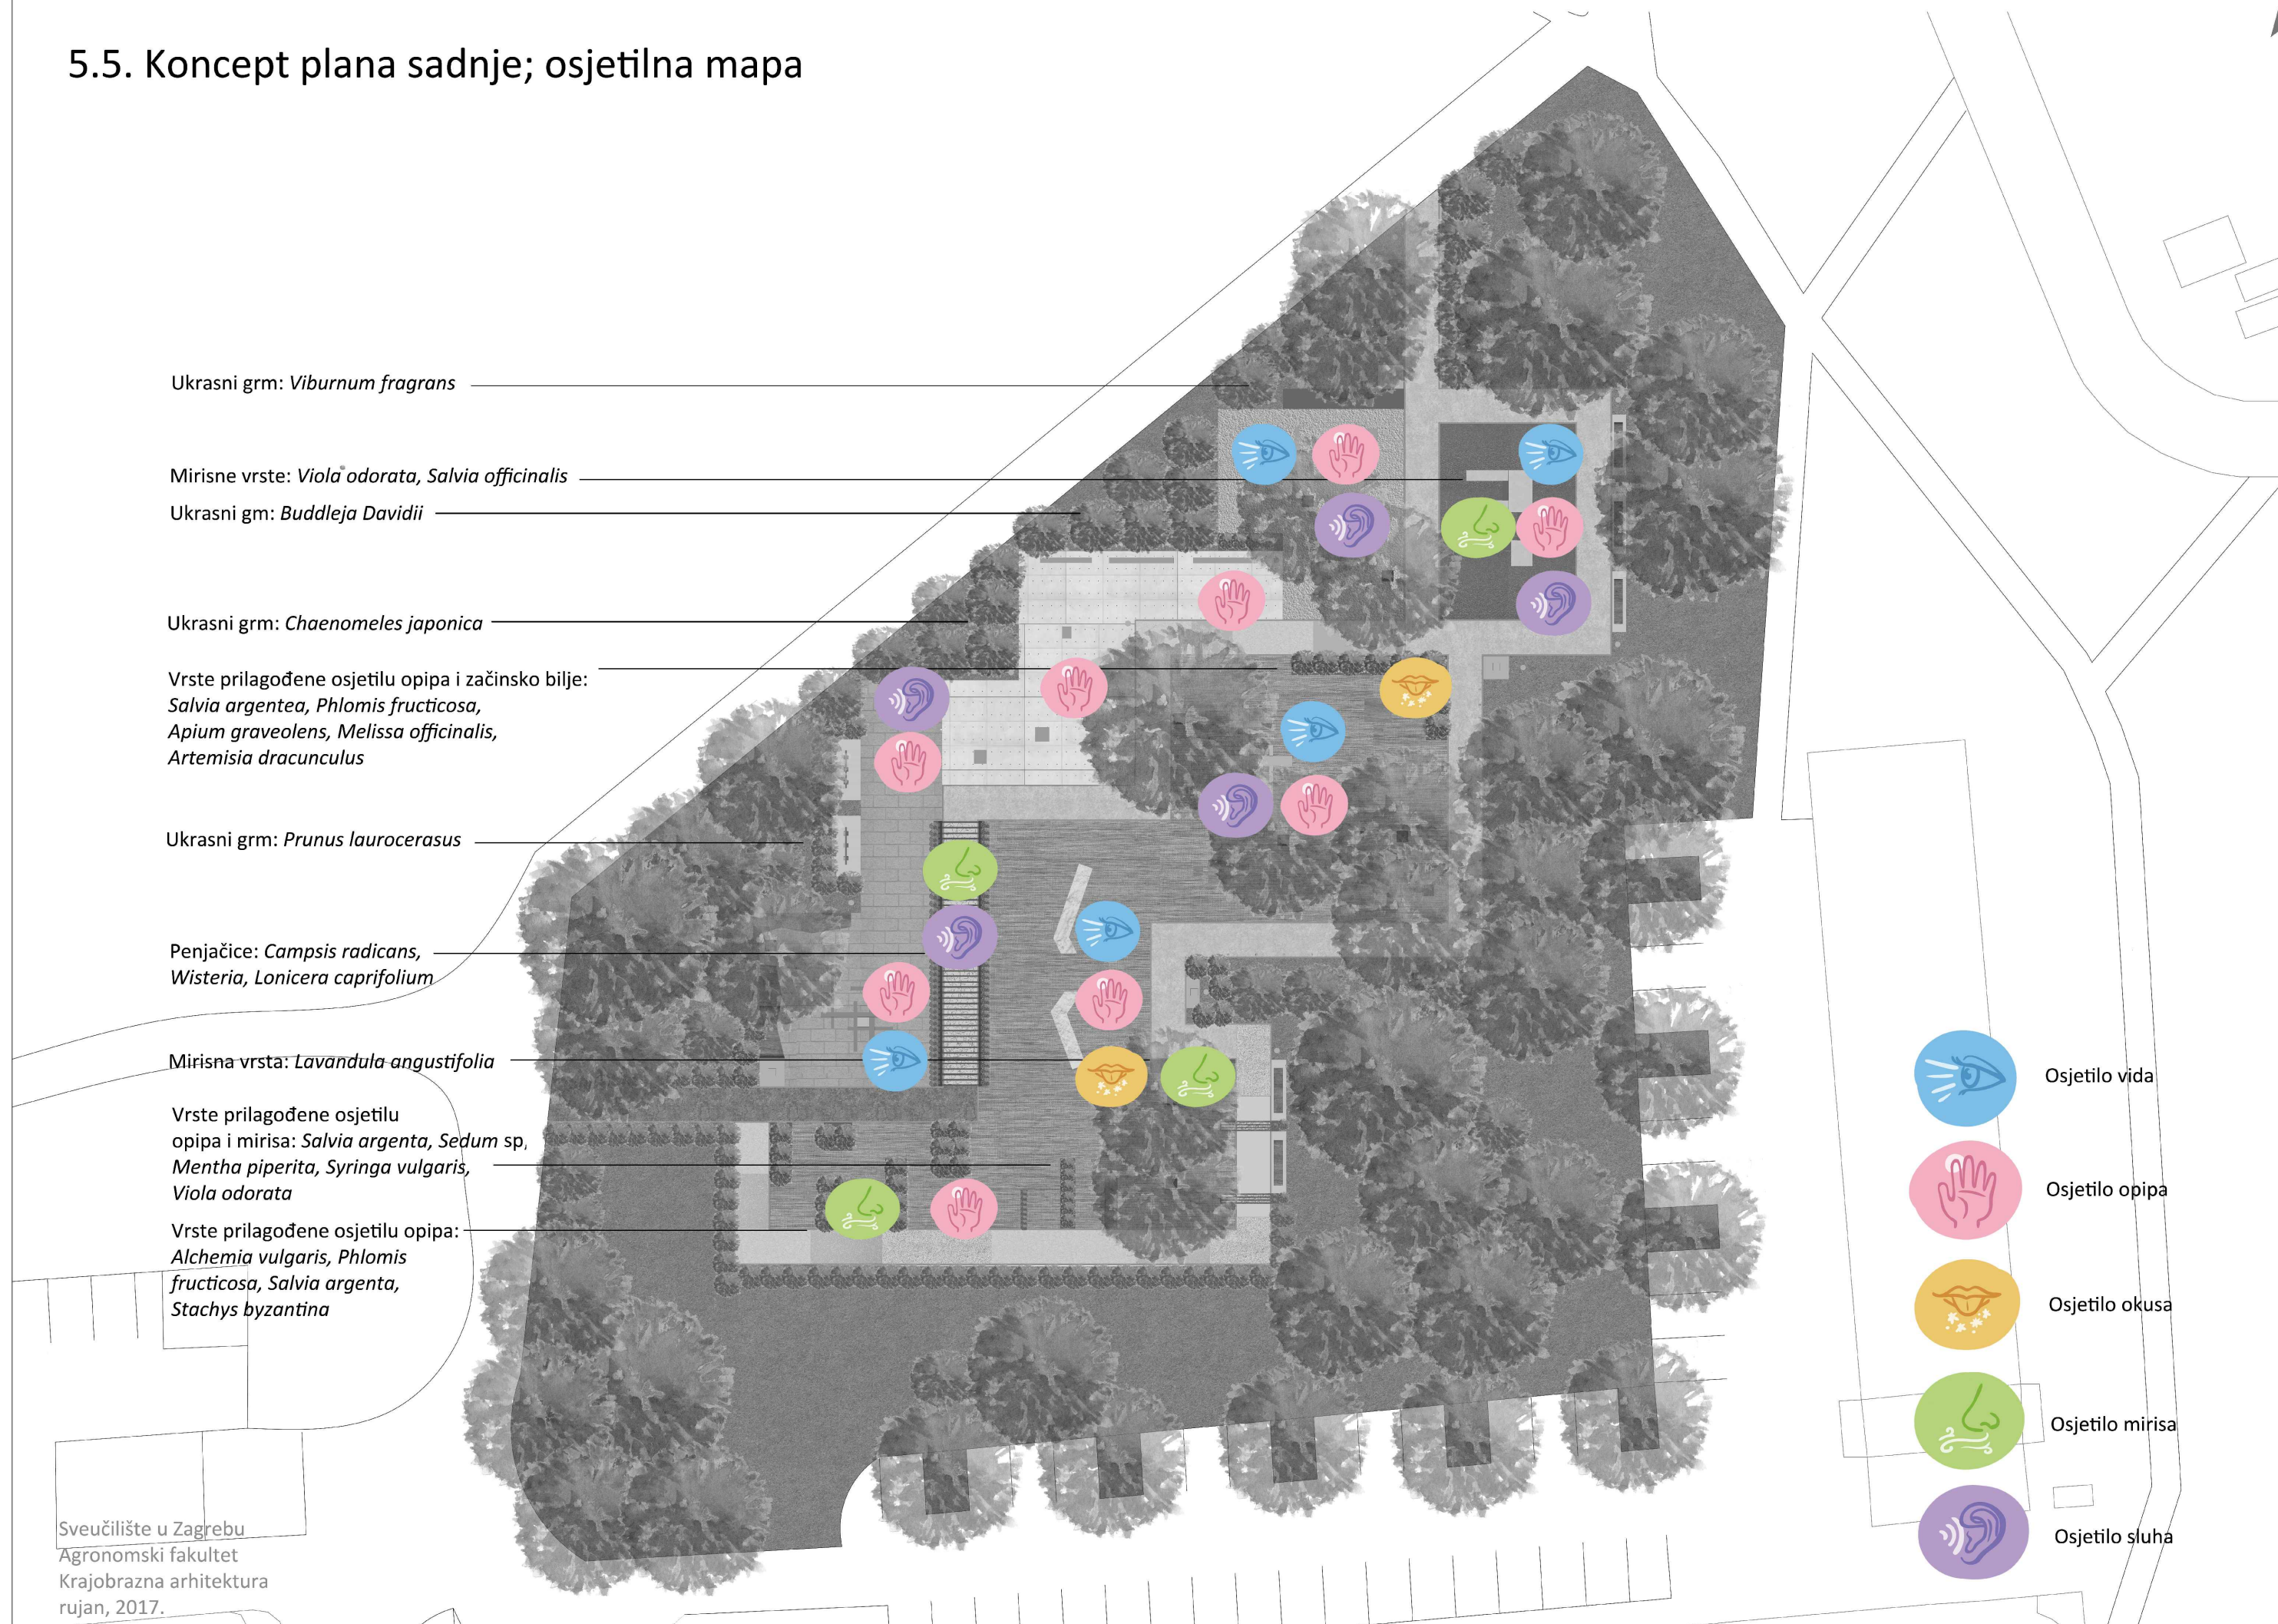 5.5. Koncept plana sadnje; osjetilna mapa
Ukrasni grm: Viburnum fragrans
Mirisne vrste: Viola odorata, Salvia officinalis
Ukrasni gm: Buddleja Davidii
Ukrasni grm: Chaenomeles japonica
Vrste prilagođene osjetilu opipa i začinsko bilje:
Salvia argentea, Phlomis fructicosa,
Apium graveolens, Melissa officinalis,
Artemisia dracunculus
Ukrasni grm: Prunus laurocerasus
Penjačice: Campsis radicans,
Wisteria, Lonicera caprifolium
Mirisna vrsta: Lavandula angustifolia
Vrste prilagođene osjetilu
opipa i mirisa: Salvia argenta, Sedum sp,
Mentha piperita, Syringa vulgaris,
Viola odorata
Vrste prilagođene osjetilu opipa:
Alchemia vulgaris, Phlomis
fructicosa, Salvia argenta,
Stachys byzantina
Osjetilo vida
Osjetilo opipa
Osjetilo okusa
Osjetilo mirisa
Osjetilo sluha
Sveučilište u Zagrebu
Agronomski fakultet
Krajobrazna arhitektura
rujan, 2017.